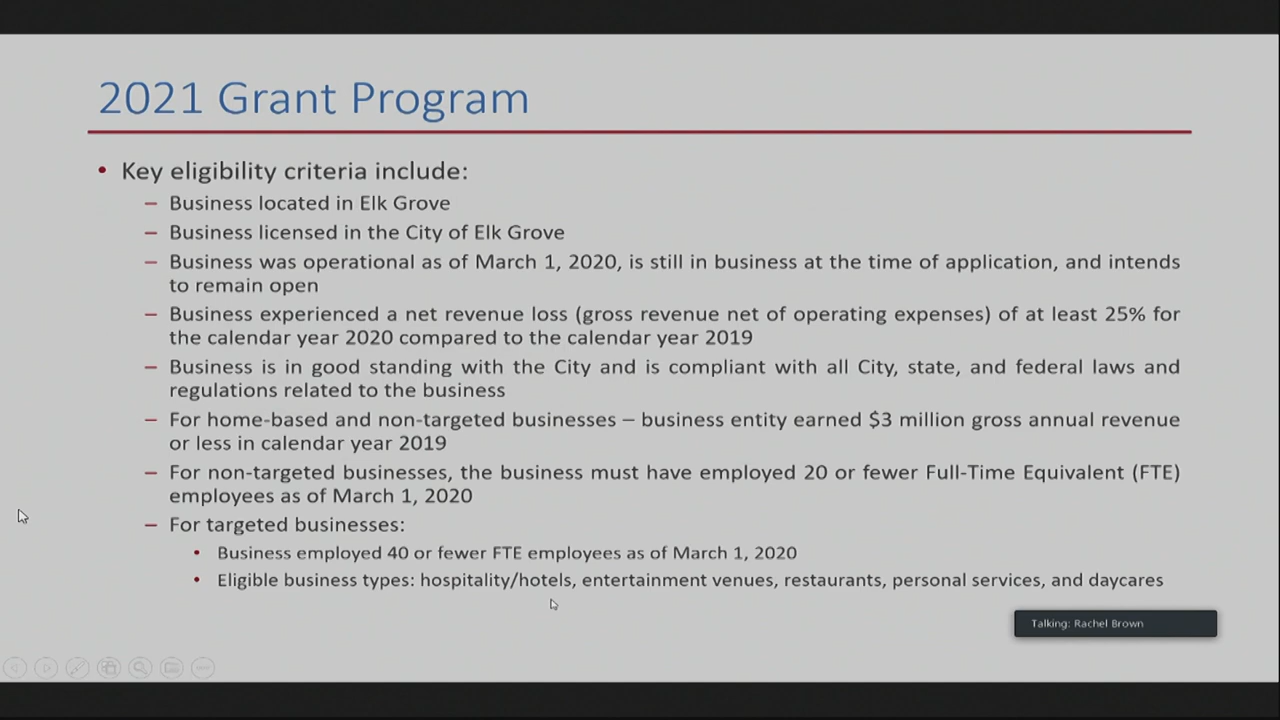 2021 Grant Program
• Key eligibility criteria include:
– Business located in Elk Grove
– Business licensed in the City of Elk Grove
– Business was operational as of March 1, 2020, is still in business at the time of application, and intends
to remain open
– Business experienced a net revenue loss (gross revenue net of operating expenses) of at least 25% for
the calendar year 2020 compared to the calendar year 2019
– Business is in good standing with the City and is compliant with all City, state, and federal laws and
regulations related to the business
– For home-based and non-targeted businesses – business entity earned $3 million gross annual revenue
or less in calendar year 2019
– For non-targeted businesses, the business must have employed 20 or fewer Full-Time Equivalent (FTE)
employees as of March 1, 2020
– For targeted businesses:
• Business employed 40 or fewer FTE employees as of March 1, 2020
• Eligible business types: hospitality/hotels, entertainment venues, restaurants, personal services, and daycares
Talking: Rachel Brown